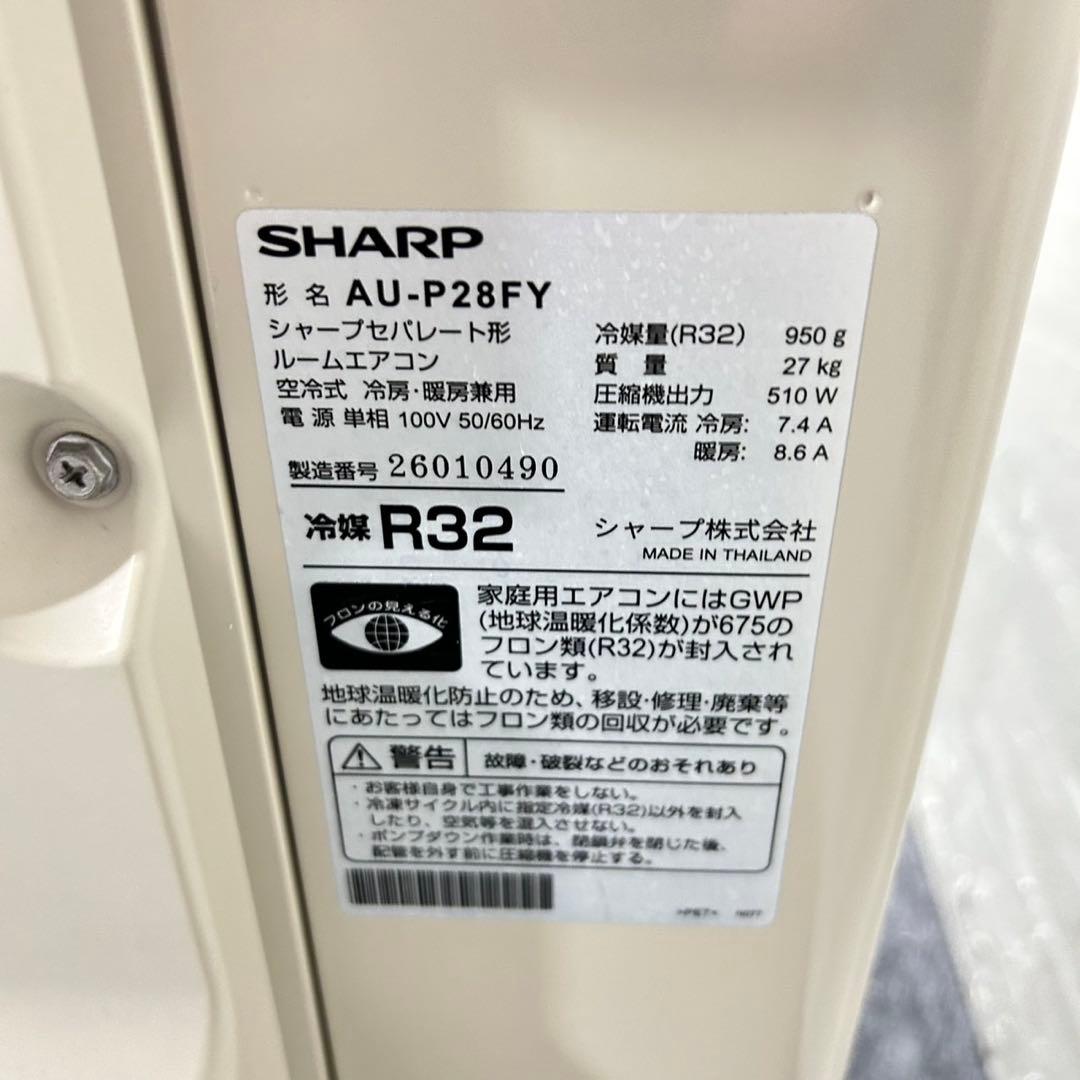 SHARP
形名 AU-P28FY
シャープセパレート形
ルームエアコン
空冷式 冷房・暖房兼用
電源 単相 100V 50/60Hz
製造番号 26010490
冷媒量(R32) 950 g
質量 27 kg
圧縮機出力 510 W
運転電流 冷房: 7.4 A
暖房: 8.6 A
冷媒 R32
シャープ株式会社
MADE IN THAILAND
フロンの見える化
家庭用エアコンにはGWP
(地球温暖化係数)が675の
フロン類(R32)が封入され
ています。
地球温暖化防止のため、移設・修理・廃棄等
にあたってはフロン類の回収が必要です。
警告 故障・破裂などのおそれあり
・お客様自身で工事作業をしない。
・冷凍サイクル内に指定冷媒(R32)以外を封入
したり、空気等を混入させない。
・ポンプダウン作業時は、閉鎖弁を閉じた後、
配管を外す前に圧縮機を停止する。